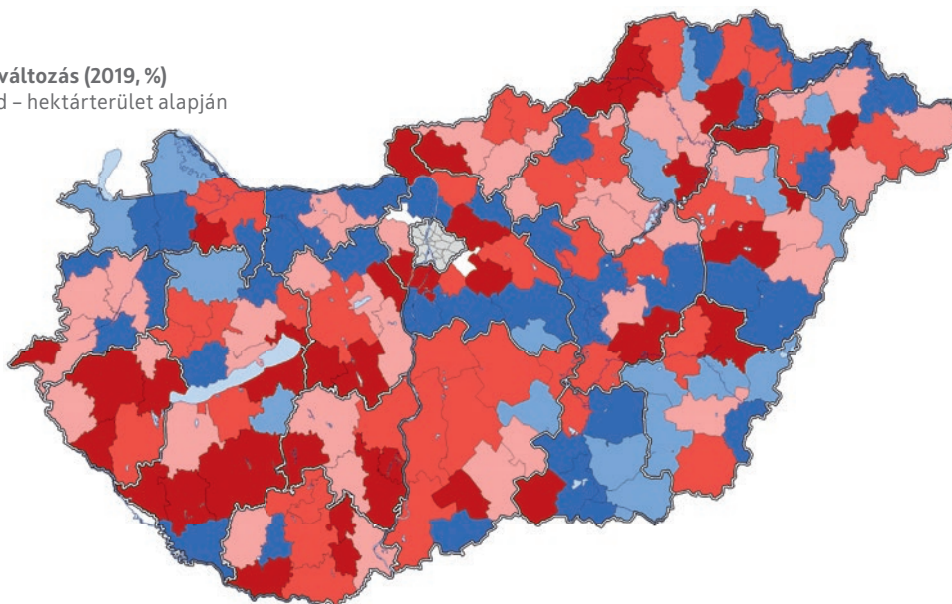 változás (2019, %)
– hektárterület alapján